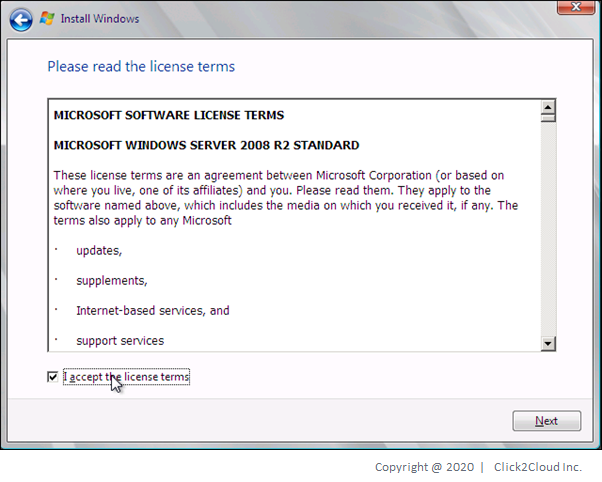 Install Windows
Please read the license terms
MICROSOFT SOFTWARE LICENSE TERMS
MICROSOFT WINDOWS SERVER 2008 R2 STANDARD
These license terms are an agreement between Microsoft Corporation (or based on
where you live, one of its affiliates) and you. Please read them. They apply to the
software named above, which includes the media on which you received it, if any. The
terms also apply to any Microsoft
· updates,
· supplements,
· Internet-based services, and
· support services
I accept the license terms
Next
Copyright @ 2020 | Click2Cloud Inc.